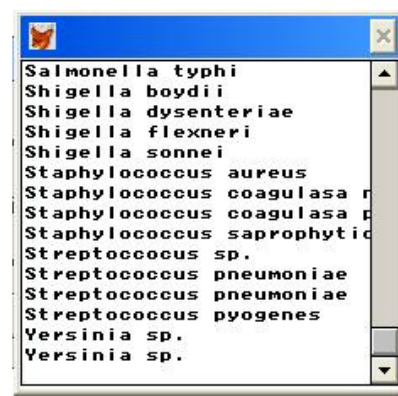 Salmonella typhi
Shigella boydii
Shigella dysenteriae
Shigella flexneri
Shigella sonnei
Staphylococcus aureus
Staphylococcus coagulasa n
Staphylococcus coagulasa p
Staphylococcus saprophytic
Streptoccocus sp.
Streptococcus pneumoniae
Streptococcus pneumoniae
Streptococcus pyogenes
Yersinia sp.
Yersinia sp.